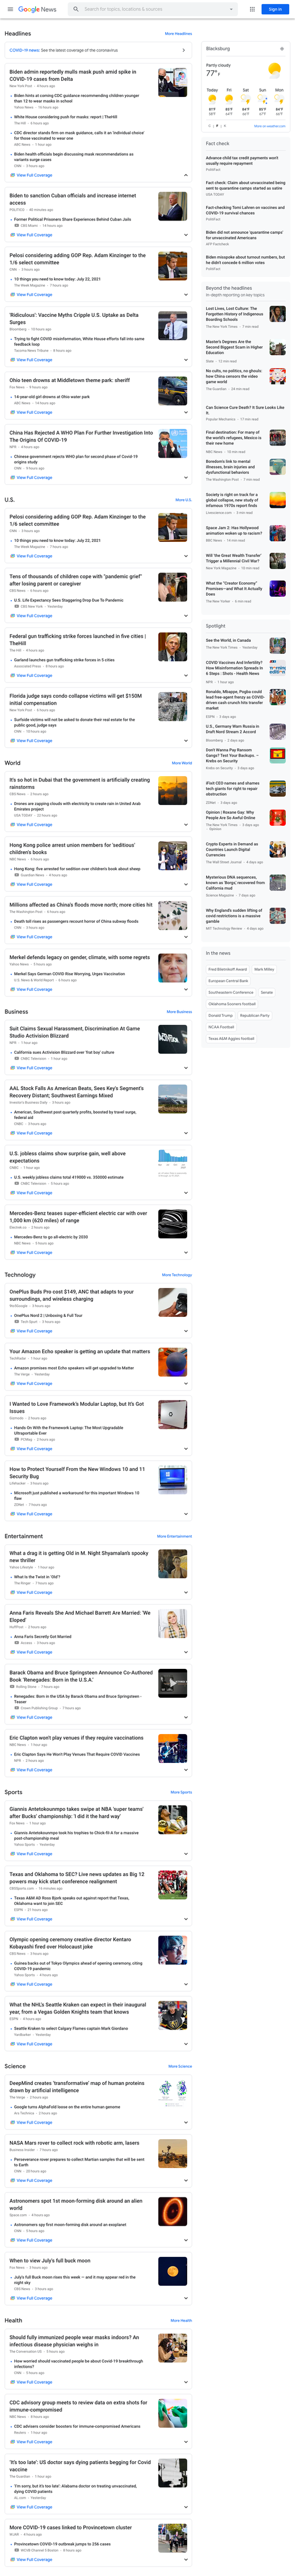 Google News
Search for topics, locations & sources
Sign in
Headlines
More Headlines
COVID-19 news: See the latest coverage of the coronavirus
Biden admin reportedly mulls mask push amid spike in
COVID-19 cases from Delta
New York Post · 4 hours ago
Biden hints at coming CDC guidance recommending children younger
than 12 to wear masks in school
Yahoo News · 10 hours ago
White House considering push for masks: report | TheHill
The Hill · 5 hours ago
CDC director stands firm on mask guidance, calls it an 'individual choice'
for those vaccinated to wear one
ABC News · 1 hour ago
Biden health officials begin discussing mask recommendations as
variants surge cases
CNN · 3 hours ago
View Full Coverage
Biden to sanction Cuban officials and increase internet
access
POLITICO · 46 minutes ago
Former Political Prisoners Share Experiences Behind Cuban Jails
CBS Miami · 14 hours ago
View Full Coverage
Pelosi considering adding GOP Rep. Adam Kinzinger to the
1/6 select committee
CNN · 3 hours ago
10 things you need to know today: July 22, 2021
The Week Magazine · 7 hours ago
View Full Coverage
'Ridiculous': Vaccine Myths Cripple U.S. Uptake as Delta
Surges
Bloomberg · 10 hours ago
Trying to fight COVID misinformation, White House efforts fall into same
feedback loop
Tacoma News Tribune · 5 hours ago
View Full Coverage
Ohio teen drowns at Middletown theme park: sheriff
Fox News · 8 hours ago
14-year-old girl drowns at Ohio water park
ABC News · 14 hours ago
View Full Coverage
China Has Rejected A WHO Plan For Further Investigation Into
The Origins Of COVID-19
NPR · 4 hours ago
Chinese government rejects WHO plan for second phase of Covid-19
origins study
CNN · 4 hours ago
View Full Coverage
U.S.
More U.S.
Pelosi considering adding GOP Rep. Adam Kinzinger to the
1/6 select committee
CNN · 3 hours ago
10 things you need to know today: July 22, 2021
The Week Magazine · 7 hours ago
View Full Coverage
Tens of thousands of children cope with "pandemic grief"
after losing parent or caregiver
CBS News · 4 hours ago
U.S. Life Expectancy Sees Staggering Drop Due To Pandemic
CBS New York · Yesterday
View Full Coverage
Federal gun trafficking strike forces launched in five cities |
TheHill
The Hill · 5 hours ago
Garland launches gun trafficking strike forces in 5 cities
Associated Press · 3 hours ago
View Full Coverage
Florida judge says condo collapse victims will get $150M
initial compensation
New York Post · 5 hours ago
Surfside victims will not be asked to donate their real estate for the
public good, judge says
CNN · 10 hours ago
View Full Coverage
World
More World
It's so hot in Dubai that the government is artificially creating
rainstorms
CBS News · 3 hours ago
Drones are zapping clouds with electricity to create rain in United Arab
Emirates project
USA TODAY · 22 hours ago
View Full Coverage
Hong Kong police arrest union members for 'seditious'
children's books
NBC News · 8 hours ago
Hong Kong: five arrested for sedition over children's book about sheep
Guardian News · 4 hours ago
View Full Coverage
Millions affected as China's floods move north; more cities hit
The Washington Post · 6 hours ago
Death toll rises as passengers recount horror of China subway floods
CNN · 4 hours ago
View Full Coverage
Merkel defends legacy on gender, climate, with some regrets
Yahoo News · 3 hours ago
Merkel Says German COVID Rise Worrying, Urges Vaccination
U.S. News & World Report · 4 hours ago
View Full Coverage
Business
More Business
Suit Claims Sexual Harassment, Discrimination At Game
Studio Activision Blizzard
NPR · 1 hour ago
California sues Activision Blizzard over 'frat boy' culture
CNBC Television · 1 hour ago
View Full Coverage
AAL Stock Falls As American Beats, Sees Key's Segment's
Recovery Distant; Southwest Earnings Mixed
American, Southwest post quarterly profits, boosted by travel surge,
federal aid
CNBC · 2 hours ago
View Full Coverage
U.S. jobless claims show surprise gain, well above
expectations
CNBC · 1 hour ago
U.S. weekly jobless claims total 419000 vs. 350000 estimate
CNBC Television · 5 hours ago
View Full Coverage
Mercedes-Benz teases super-efficient electric car with over
1,000 km (620 miles) of range
Electrek.co · 2 hours ago
Mercedes-Benz to go all-electric by 2030
BBC News · 3 hours ago
View Full Coverage
Technology
More Technology
OnePlus Buds Pro cost $149, ANC that adapts to your
surroundings, and wireless charging
9to5Google · 3 hours ago
OnePlus Nord 2 | Unboxing & Full Tour
Tech Spurt · 3 hours ago
View Full Coverage
Your Amazon Echo speaker is getting an update that matters
TechRadar · 1 hour ago
Amazon promises most Echo speakers will get upgraded to Matter
The Verge · Yesterday
View Full Coverage
I Wanted to Love Framework's Modular Laptop, but It's Got
Issues
Gizmodo · 2 hours ago
Hands On With the Framework Laptop: The Most Upgradable
Ultraportable Ever
PCMag · 2 hours ago
View Full Coverage
How to Protect Yourself From the New Windows 10 and 11
Security Bug
Lifehacker · 3 hours ago
Microsoft just published a workaround for this important Windows 10
flaw
ZDNet · 7 hours ago
View Full Coverage
Entertainment
More Entertainment
What a drag it is getting Old in M. Night Shyamalan's spooky
new thriller
Yahoo Lifestyle · 1 hour ago
What Is the Twist in 'Old'?
The Ringer · 7 hours ago
View Full Coverage
Anna Faris Reveals She And Michael Barrett Are Married: 'We
Eloped'
HuffPost · 2 hours ago
Anna Faris Secretly Got Married
Access · 3 hours ago
View Full Coverage
Barack Obama and Bruce Springsteen Announce Co-Authored
Book 'Renegades: Born in the U.S.A.'
Rolling Stone · 7 hours ago
Renegades: Born in the USA by Barack Obama and Bruce Springsteen -
Teaser
Crown Publishing Group · 7 hours ago
View Full Coverage
Eric Clapton won't play venues if they require vaccinations
NBC News · 1 hour ago
Eric Clapton Says He Won't Play Venues That Require COVID Vaccines
NPR · 2 hours ago
View Full Coverage
Sports
More Sports
Giannis Antetokounmpo takes swipe at NBA 'super teams'
after Bucks' championship: 'I did it the hard way'
Fox News · 1 hour ago
Giannis Antetokounmpo took his trophies to Chick-fil-A for a massive
post-championship meal
Yahoo Sports · Yesterday
View Full Coverage
Texas and Oklahoma to SEC? Live news updates as Big 12
powers may kick start conference realignment
CBSSports.com · 19 minutes ago
Texas A&M AD Ross Bjork speaks out against report that Texas,
Oklahoma want to join SEC
ESPN · 21 hours ago
View Full Coverage
Olympic opening ceremony creative director Kentaro
Kobayashi fired over Holocaust joke
CBS News · 3 hours ago
Guinea backs out of Tokyo Olympics ahead of opening ceremony, citing
COVID-19 pandemic
Yahoo Sports · 4 hours ago
View Full Coverage
What the NHL's Seattle Kraken can expect in their inaugural
year, from a Vegas Golden Knights team that knows
ESPN · 6 hours ago
Seattle Kraken to select Calgary Flames captain Mark Giordano
Yardbarker · Yesterday
View Full Coverage
Science
More Science
DeepMind creates 'transformative' map of human proteins
drawn by artificial intelligence
The Verge · 3 hours ago
Google turns AlphaFold loose on the entire human genome
Ars Technica · 2 hours ago
View Full Coverage
NASA Mars rover to collect rock with robotic arm, lasers
Business Insider · 7 hours ago
Perseverance rover prepares to collect Martian samples that will be sent
to Earth
CNN · 20 hours ago
View Full Coverage
Astronomers spot 1st moon-forming disk around an alien
world
Space.com · 4 hours ago
Astronomers spy first moon-forming disk around an exoplanet
CNN · 5 hours ago
View Full Coverage
When to view July's full buck moon
Fox News · 2 hours ago
July's full Buck moon rises this week — and it may appear red in the
night sky
CBS News · 5 hours ago
View Full Coverage
Health
More Health
Should fully immunized people wear masks indoors? An
infectious disease physician weighs in
The Conversation US · 5 hours ago
How worried should vaccinated people be about Covid-19 breakthrough
infections?
CNN · 4 hours ago
View Full Coverage
CDC advisory group meets to review data on extra shots for
immune-compromised
NBC News · 8 hours ago
CDC advisers consider boosters for immune-compromised Americans
Reuters · 1 hour ago
View Full Coverage
'It's too late': US doctor says dying patients begging for Covid
vaccine
The Guardian · 1 hour ago
'I'm sorry, but it's too late': Alabama doctor on treating unvaccinated,
dying COVID patients
AL.com · Yesterday
View Full Coverage
More COVID-19 cases linked to Provincetown cluster
WJAR · 4 hours ago
Provincetown COVID-19 outbreak jumps to 256 cases
WCVB Channel 5 Boston · 6 hours ago
View Full Coverage
Blacksburg
Partly cloudy
77°F
Today Fri Sat Sun Mon
More on weather.com
Fact check
Advance child tax credit payments won't
usually require repayment
PolitiFact
Fact check: Claim about unvaccinated being
sent to quarantine camps started as satire
USA TODAY
Fact-checking Tomi Lahren on vaccines and
COVID-19 survival chances
PolitiFact
Biden did not announce 'quarantine camps'
for unvaccinated Americans
AFP Factcheck
Biden misspoke about turnout numbers, but
he didn't concede 6 million votes
PolitiFact
Beyond the headlines
In-depth reporting on key topics
Lost Lives, Lost Culture: The
Forgotten History of Indigenous
Boarding Schools
The New York Times · 7 min read
Master's Degrees Are the
Second Biggest Scam in Higher
Education
Slate · 13 min read
No cults, no politics, no ghouls:
how China censors the video
game world
The Guardian · 24 min read
Can Science Cure Death? It Sure Looks Like
It.
Popular Mechanics · 17 min read
Final destination: For many of
the world's refugees, Mexico is
their new home
NBC News · 10 min read
Baseball's link to mental
illnesses, brain injuries and
dysfunctional behaviors
The Washington Post · 7 min read
Society is right on track for a
global collapse, new study of
infamous 1970s report finds
Livescience.com · 3 min read
Space Jam 2: Has Hollywood
animation woken up to racism?
BBC News · 14 min read
Will 'the Great Wealth Transfer'
Trigger a Millennial Civil War?
New York Magazine · 10 min read
What the "Creator Economy"
Promises—and What It Actually
Does
The New Yorker · 6 min read
Spotlight
See the World, in Canada
The New York Times · Yesterday
COVID Vaccines And Infertility?
How Misinformation Spreads In
6 Steps : Shots - Health News
NPR · 7 days ago
Ronaldo, Mbappe, Pogba could
lead free-agent frenzy as COVID-
driven cash crunch hits transfer
market
ESPN · 2 days ago
U.S., Germany Warn Russia in
Draft Nord Stream 2 Accord
Bloomberg · 2 days ago
Don't Wanna Pay Ransom
Gangs? Test Your Backups. –
Krebs on Security
Krebs on Security · 3 days ago
iFixit CEO names and shames
tech giants for right to repair
obstruction
ZDNet · 3 days ago
Opinion | Roxane Gay: Why
People Are So Awful Online
The New York Times · 5 days ago
· Opinion
Crypto Experts in Demand as
Countries Launch Digital
Currencies
The Wall Street Journal · 4 days ago
Mysterious DNA sequences,
known as 'Borgs,' recovered from
California mud
Science Magazine · 7 days ago
Why England's sudden lifting of
covid restrictions is a massive
gamble
MIT Technology Review · 4 days ago
In the news
Fred Blankstoff Award
Mark Milley
European Central Bank
Southeastern Conference
Senate
Oklahoma Sooners football
Donald Trump
Republican Party
NCAA Football
Texas A&M Aggies football